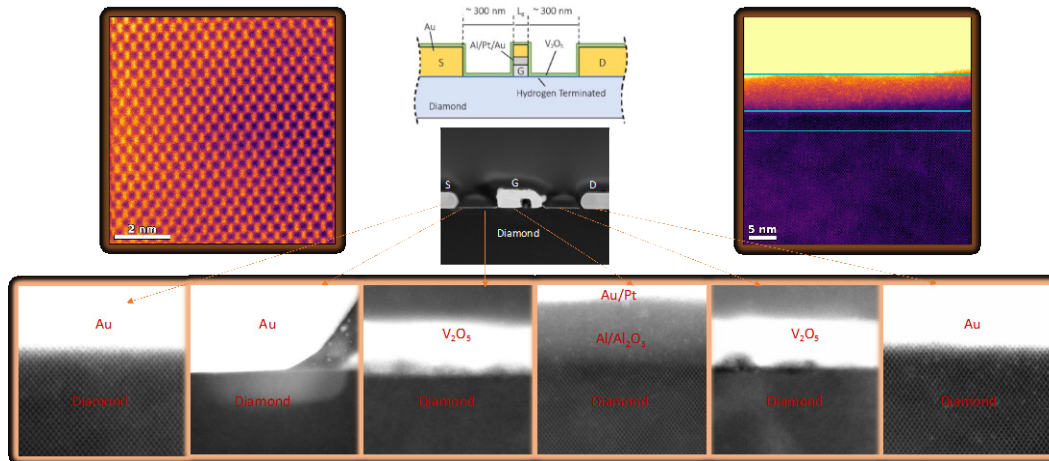 ~ 300 nm Lg ~ 300 nm
Au
Al/Pt/Au
V₂O₅
S
G
D
Hydrogen Terminated
Diamond
2 nm
S
G
D
Diamond
5 nm
Au
Diamond
Au
Diamond
V₂O₅
Diamond
Au/Pt
Al/Al₂O₃
Diamond
V₂O₅
Diamond
Au
Diamond